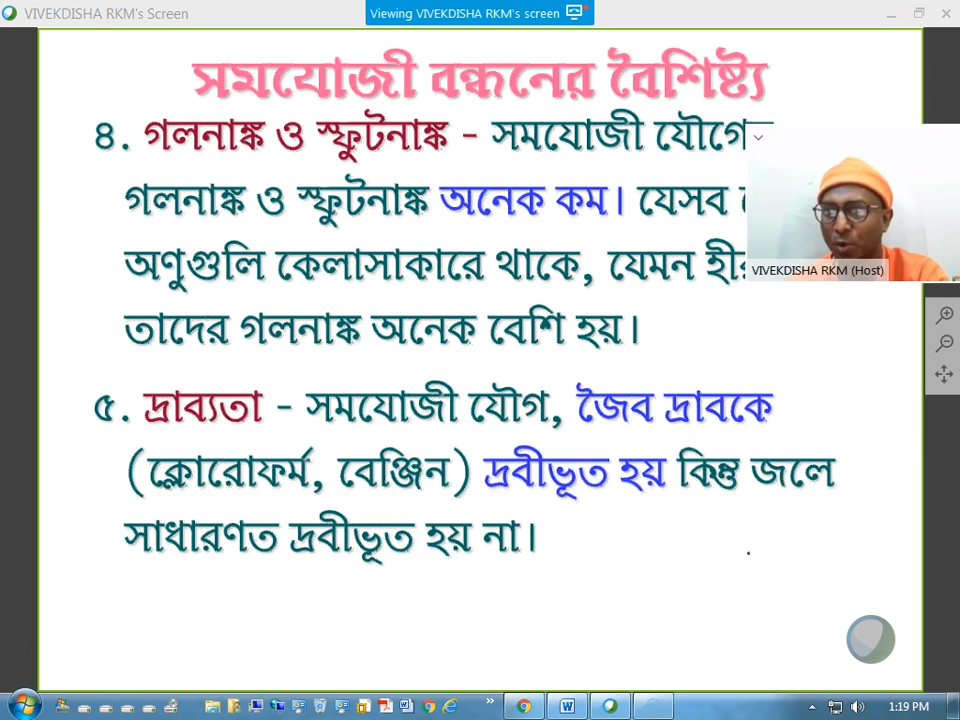 VIVEKDISHA RKM's Screen
Viewing VIVEKDISHA RKM's screen
সমযোজী বন্ধনের বৈশিষ্ট্য
৪. গলনাঙ্ক ও স্ফুটনাঙ্ক - সমযোজী
গলনাঙ্ক ও স্ফুটনাঙ্ক অনেক কম। যেসব
অণুগুলি কেলাসাকারে থাকে, যেমন
তাদের গলনাঙ্ক অনেক বেশি হয়।
৫. দ্রাব্যতা - সমযোজী যৌগ, জৈব দ্রাবকে
(ক্লোরোফর্ম, বেঞ্জিন) দ্রবীভূত হয় কিন্তু জলে
সাধারণত দ্রবীভূত হয় না।
VIVEKDISHA RKM (Host)
1:19 PM